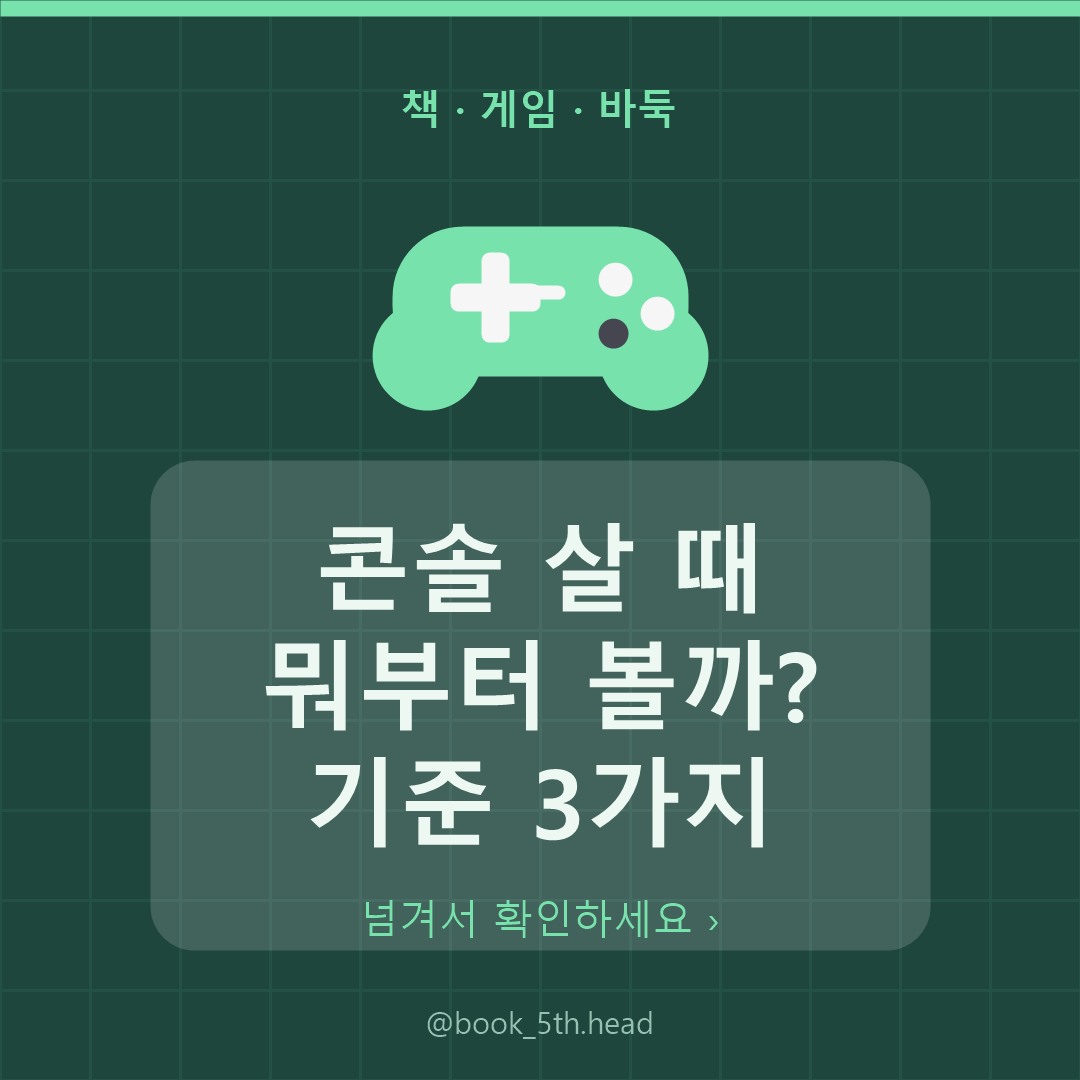 책 · 게임 · 바둑
콘솔 살 때
뭐부터 볼까?
기준 3가지
넘겨서 확인하세요 ›
@book_5th.head